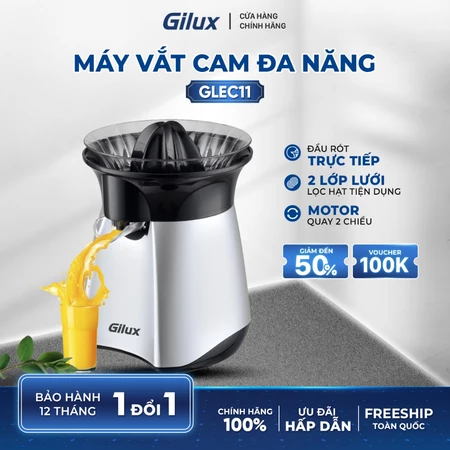 Gilux
CỬA HÀNG
CHÍNH HÃNG
MÁY VẮT CAM ĐA NĂNG
GLEC11
ĐẦU RÓT
TRỰC TIẾP
2 LỚP LƯỚI
LỌC HẠT TIỆN DỤNG
MOTOR
QUAY 2 CHIỀU
GIẢM ĐẾN
50%
VOUCHER
100K
Gilux
BẢO HÀNH
12 THÁNG
1 ĐỔI 1
CHÍNH HÃNG
100%
ƯU ĐÃI
HẤP DẪN
FREESHIP
TOÀN QUỐC